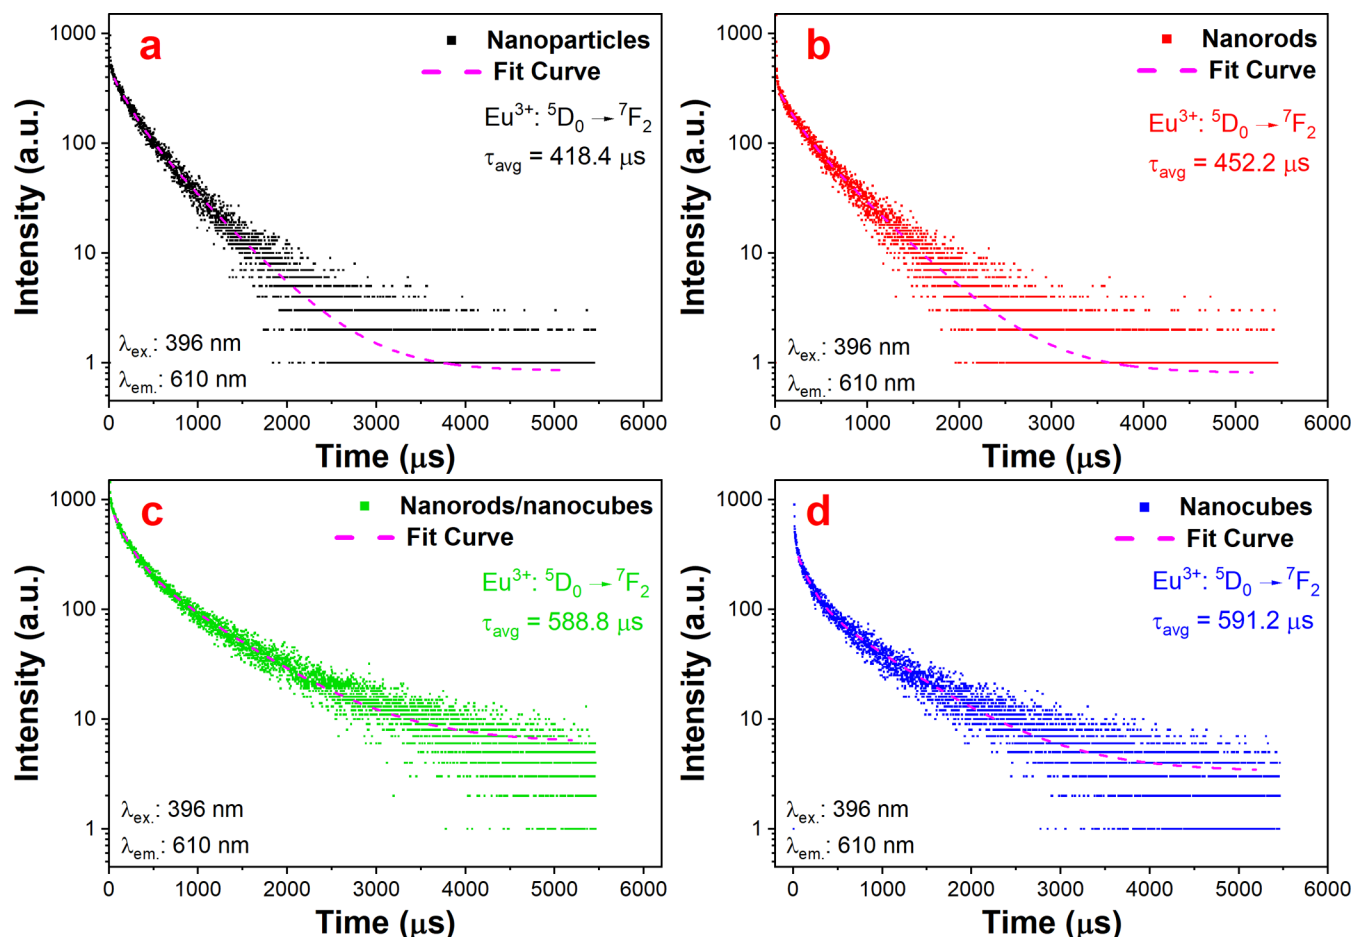 a
Nanoparticles
Fit Curve
Eu³⁺: ⁵D₀ → ⁷F₂
τavg = 418.4 μs
λex.: 396 nm
λem.: 610 nm
Intensity (a.u.)
1000
100
10
1
0 1000 2000 3000 4000 5000 6000
Time (μs)
b
Nanorods
Fit Curve
Eu³⁺: ⁵D₀ → ⁷F₂
τavg = 452.2 μs
λex.: 396 nm
λem.: 610 nm
Intensity (a.u.)
1000
100
10
1
0 1000 2000 3000 4000 5000 6000
Time (μs)
c
Nanorods/nanocubes
Fit Curve
Eu³⁺: ⁵D₀ → ⁷F₂
τavg = 588.8 μs
λex.: 396 nm
λem.: 610 nm
Intensity (a.u.)
1000
100
10
1
0 1000 2000 3000 4000 5000 6000
Time (μs)
d
Nanocubes
Fit Curve
Eu³⁺: ⁵D₀ → ⁷F₂
τavg = 591.2 μs
λex.: 396 nm
λem.: 610 nm
Intensity (a.u.)
1000
100
10
1
0 1000 2000 3000 4000 5000 6000
Time (μs)